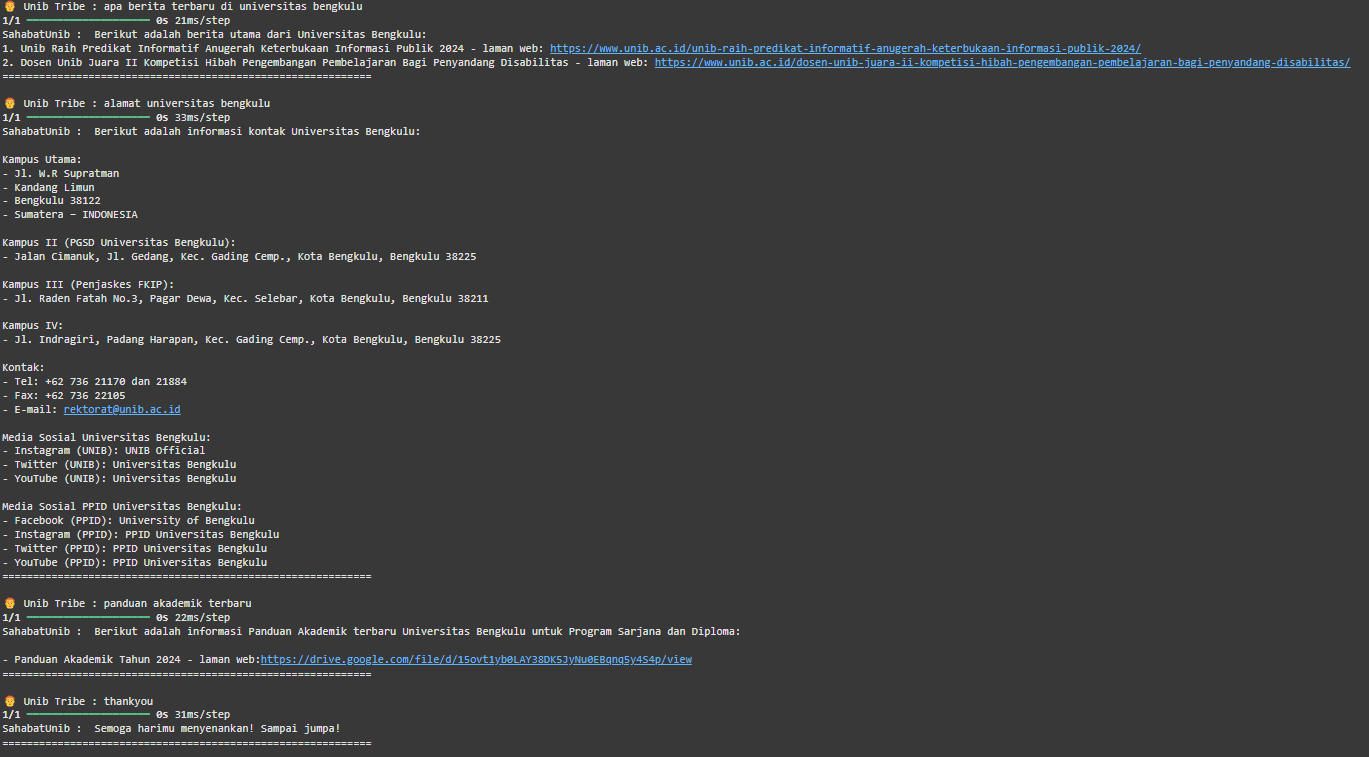 Unib Tribe : apa berita terbaru di universitas bengkulu
1/1 ━━━━━━━━━━━━━━━━━━━━ 0s 21ms/step
SahabatUnib :  Berikut adalah berita utama dari Universitas Bengkulu:
1. Unib Raih Predikat Informatif Anugerah Keterbukaan Informasi Publik 2024 - laman web: https://www.unib.ac.id/unib-raih-predikat-informatif-anugerah-keterbukaan-informasi-publik-2024/
2. Dosen Unib Juara II Kompetisi Hibah Pengembangan Pembelajaran Bagi Penyandang Disabilitas - laman web: https://www.unib.ac.id/dosen-unib-juara-ii-kompetisi-hibah-pengembangan-pembelajaran-bagi-penyandang-disabilitas/
============================================================
Unib Tribe : alamat universitas bengkulu
1/1 ━━━━━━━━━━━━━━━━━━━━ 0s 33ms/step
SahabatUnib :  Berikut adalah informasi kontak Universitas Bengkulu:
Kampus Utama:
- Jl. W.R Supratman
- Kandang Limun
- Bengkulu 38122
- Sumatera – INDONESIA
Kampus II (PGSD Universitas Bengkulu):
- Jalan Cimanuk, Jl. Gedang, Kec. Gading Cemp., Kota Bengkulu, Bengkulu 38225
Kampus III (Penjaskes FKIP):
- Jl. Raden Fatah No.3, Pagar Dewa, Kec. Selebar, Kota Bengkulu, Bengkulu 38211
Kampus IV:
- Jl. Indragiri, Padang Harapan, Kec. Gading Cemp., Kota Bengkulu, Bengkulu 38225
Kontak:
- Tel: +62 736 21170 dan 21884
- Fax: +62 736 22105
- E-mail: rektorat@unib.ac.id
Media Sosial Universitas Bengkulu:
- Instagram (UNIB): UNIB Official
- Twitter (UNIB): Universitas Bengkulu
- YouTube (UNIB): Universitas Bengkulu
Media Sosial PPID Universitas Bengkulu:
- Facebook (PPID): University of Bengkulu
- Instagram (PPID): PPID Universitas Bengkulu
- Twitter (PPID): PPID Universitas Bengkulu
- YouTube (PPID): PPID Universitas Bengkulu
============================================================
Unib Tribe : panduan akademik terbaru
1/1 ━━━━━━━━━━━━━━━━━━━━ 0s 22ms/step
SahabatUnib :  Berikut adalah informasi Panduan Akademik terbaru Universitas Bengkulu untuk Program Sarjana dan Diploma:
- Panduan Akademik Tahun 2024 - laman web:https://drive.google.com/file/d/15ovt1yb0LAY38DK5JyNu0EBqnq5y4S4p/view
============================================================
Unib Tribe : thankyou
1/1 ━━━━━━━━━━━━━━━━━━━━ 0s 31ms/step
SahabatUnib :  Semoga harimu menyenankan! Sampai jumpa!
============================================================